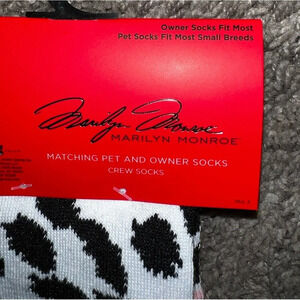 Owner Socks Fit Most
Pet Socks Fit Most Small Breeds
Marilyn Monroe
MARILYN MONROE
MATCHING PET AND OWNER SOCKS
CREW SOCKS